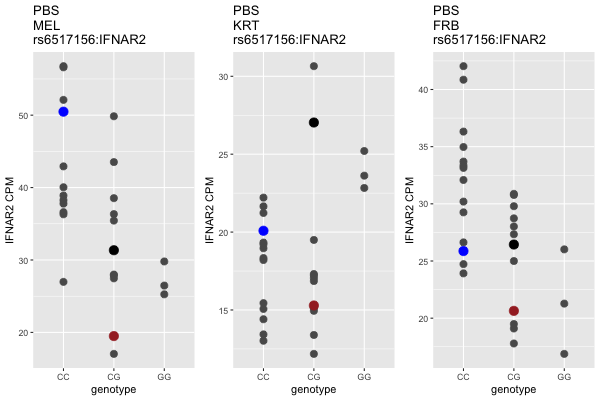 PBS
MEL
rs6517156:IFNAR2
IFNAR2 CPM
50
40
30
20
CC CG GG
genotype
PBS
KRT
rs6517156:IFNAR2
IFNAR2 CPM
30
25
20
15
CC CG GG
genotype
PBS
FRB
rs6517156:IFNAR2
IFNAR2 CPM
40
35
30
25
20
CC CG GG
genotype